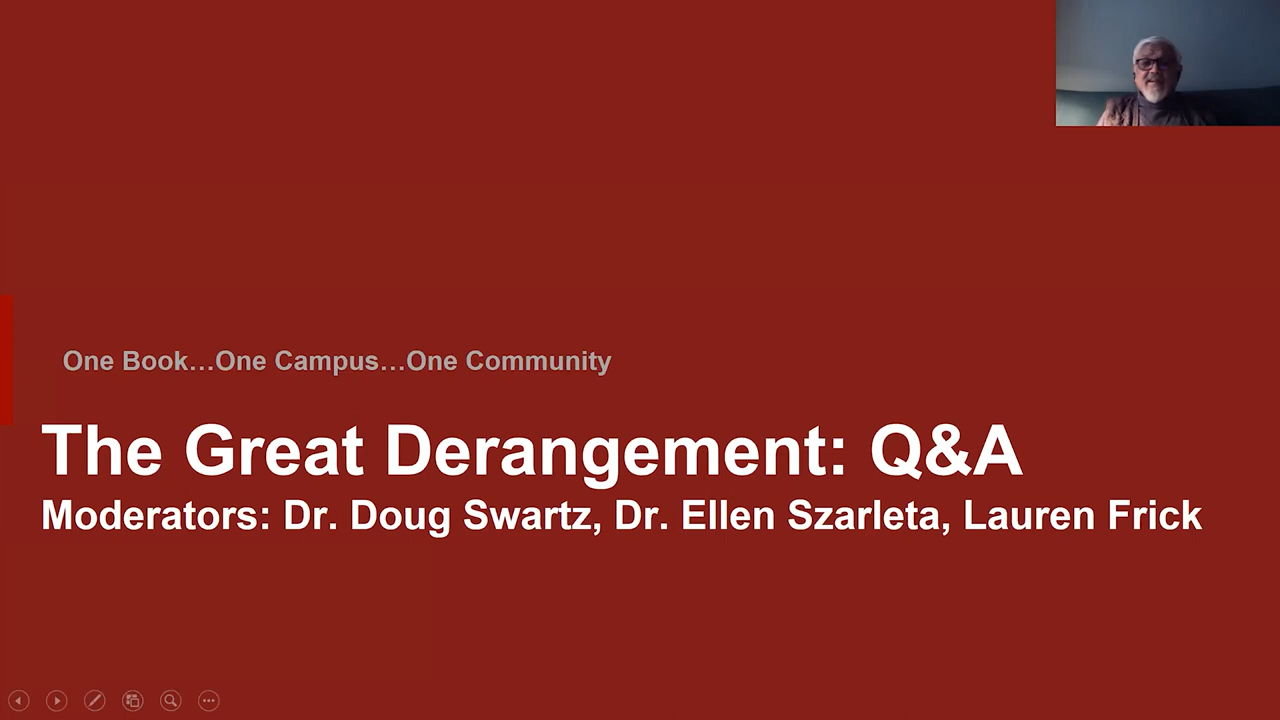 One Book...One Campus...One Community
The Great Derangement: Q&A
Moderators: Dr. Doug Swartz, Dr. Ellen Szarleta, Lauren Frick